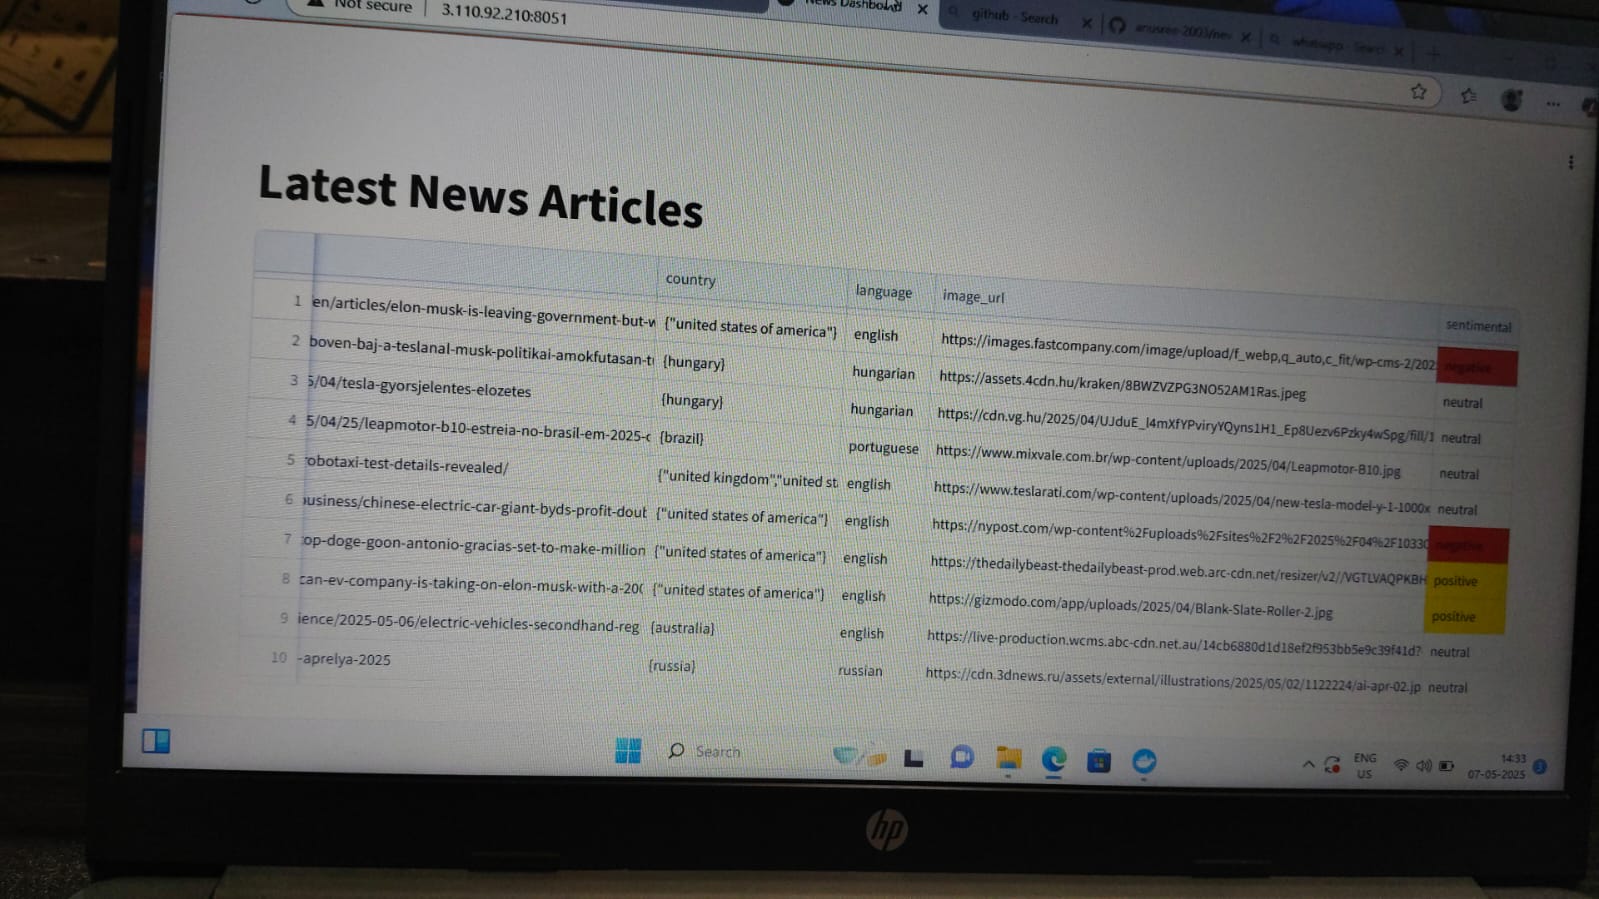 Not secure 3.110.92.210:8051
News Dashboard
github - Search
anusree-2003/nev
whatsapp - Search
Latest News Articles
country language image_url sentimental
1 en/articles/elon-musk-is-leaving-government-but-w {"united states of america"} english https://images.fastcompany.com/image/upload/f_webp,q_auto,c_fit/wp-cms-2/202 negative
2 boven-baj-a-teslanal-musk-politikai-amokfutasan-t {hungary} hungarian https://assets.4cdn.hu/kraken/8BWZVZPG3NO52AM1Ras.jpeg neutral
3 5/04/tesla-gyorsjelentes-elozetes {hungary} hungarian https://cdn.vg.hu/2025/04/UJduE_l4mXfYPviryYQyns1H1_Ep8Uezv6Pzky4wSpg/fill/1 neutral
4 5/04/25/leapmotor-b10-estreia-no-brasil-em-2025-c {brazil} portuguese https://www.mixvale.com.br/wp-content/uploads/2025/04/Leapmotor-B10.jpg neutral
5 robotaxi-test-details-revealed/ {"united kingdom","united st english https://www.teslarati.com/wp-content/uploads/2025/04/new-tesla-model-y-1-1000x neutral
6 business/chinese-electric-car-giant-byds-profit-doub {"united states of america"} english https://nypost.com/wp-content%2Fuploads%2Fsites%2F2%2F2025%2F04%2F10330 negative
7 top-doge-goon-antonio-gracias-set-to-make-million {"united states of america"} english https://thedailybeast-thedailybeast-prod.web.arc-cdn.net/resizer/v2//VGTLVAQPKBH positive
8 can-ev-company-is-taking-on-elon-musk-with-a-200 {"united states of america"} english https://gizmodo.com/app/uploads/2025/04/Blank-Slate-Roller-2.jpg positive
9 ience/2025-05-06/electric-vehicles-secondhand-reg {australia} english https://live-production.wcms.abc-cdn.net.au/14cb6880d1d18ef2f953bb5e9c39f41d? neutral
10 -aprelya-2025 {russia} russian https://cdn.3dnews.ru/assets/external/illustrations/2025/05/02/1122224/ai-apr-02.jp neutral
Search
ENG
US
14:33
07-05-2025
hp